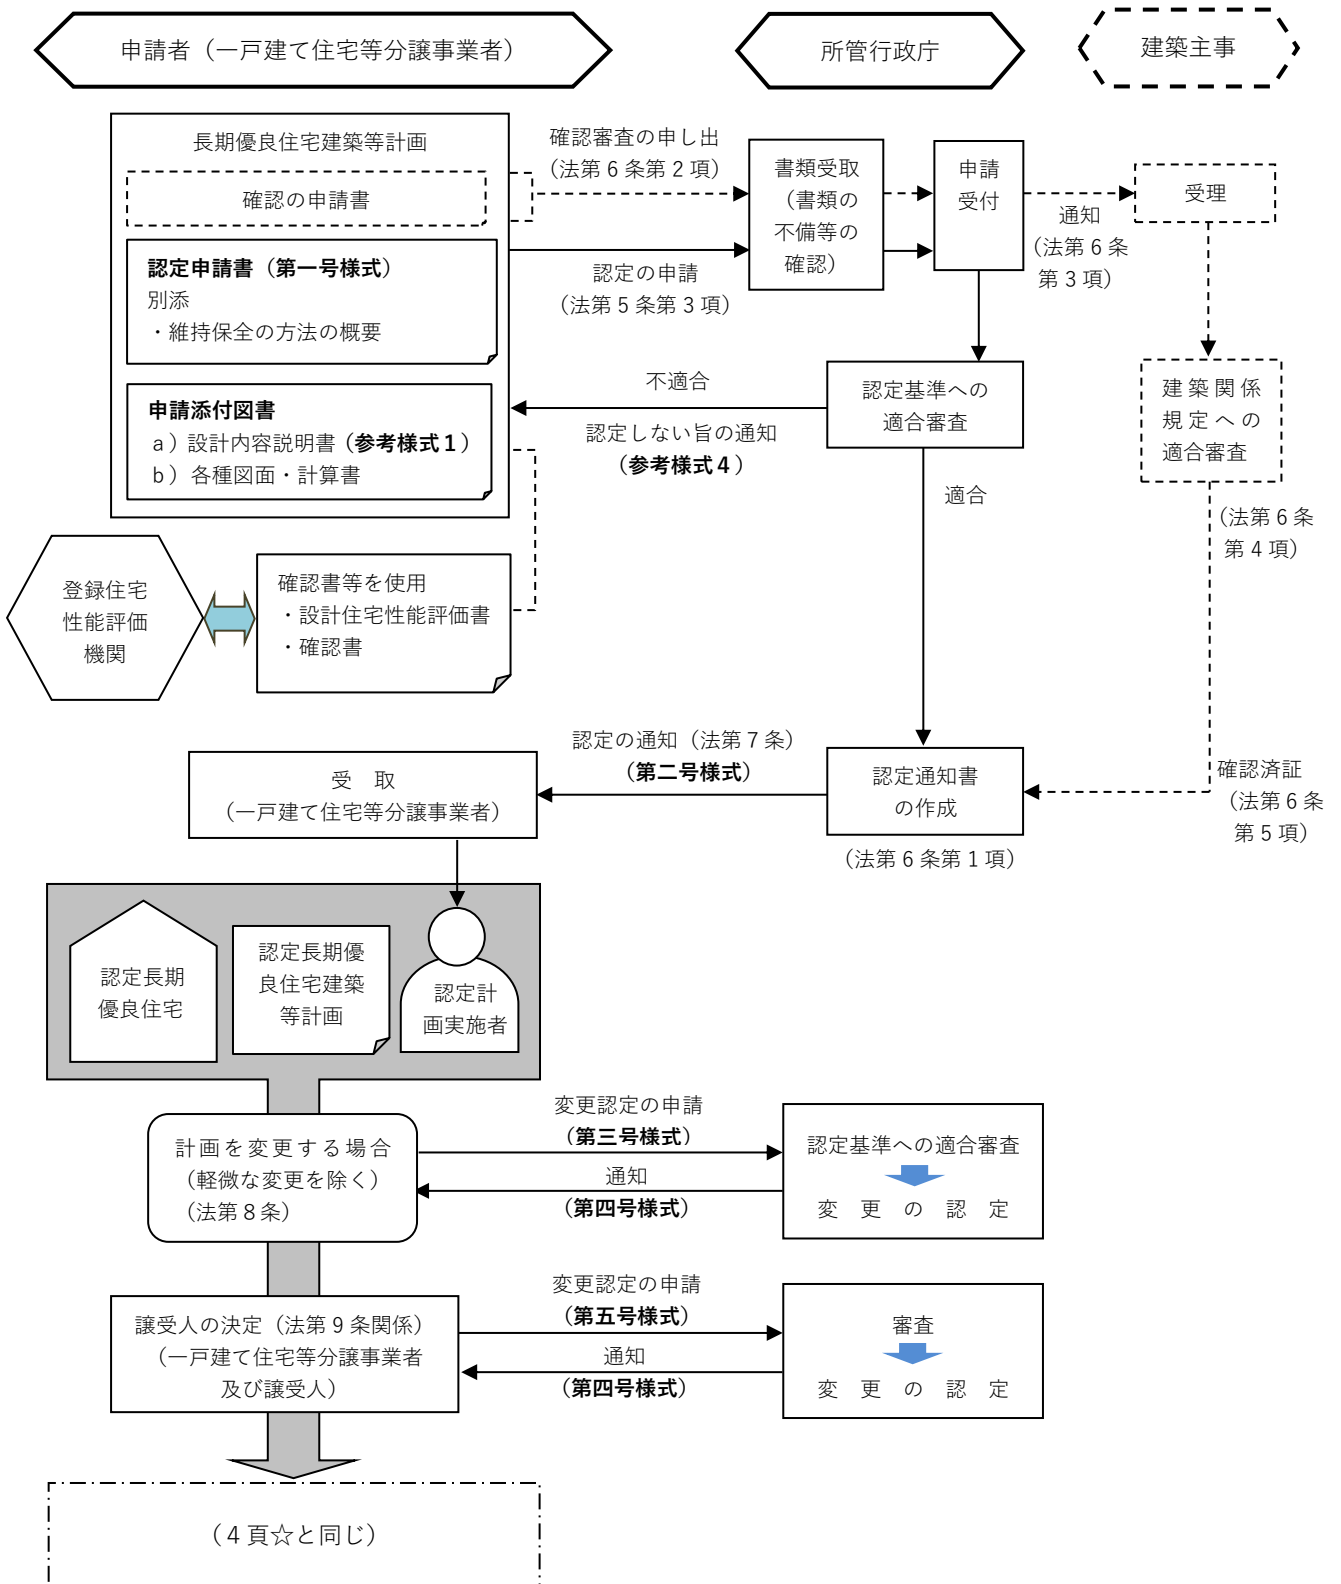 申請者（一戸建て住宅等分譲事業者）
所管行政庁
建築主事
長期優良住宅建築等計画
確認の申請書
認定申請書（第一号様式）
別添
・維持保全の方法の概要
申請添付図書
a）設計内容説明書（参考様式１）
b）各種図面・計算書
確認審査の申し出
（法第６条第２項）
認定の申請
（法第５条第３項）
書類受取
（書類の
不備等の
確認）
申請
受付
通知
（法第６条
第３項）
受理
不適合
認定しない旨の通知
（参考様式４）
認定基準への
適合審査
適合
建築関係
規定への
適合審査
（法第６条
第４項）
登録住宅
性能評価
機関
確認書等を使用
・設計住宅性能評価書
・確認書
認定の通知（法第７条）
（第二号様式）
受　取
（一戸建て住宅等分譲事業者）
認定通知書
の作成
（法第６条第１項）
確認済証
（法第６条
第５項）
認定長期
優良住宅
認定長期優
良住宅建築
等計画
認定計
画実施者
計画を変更する場合
（軽微な変更を除く）
（法第８条）
変更認定の申請
（第三号様式）
通知
（第四号様式）
認定基準への適合審査
変　更　の　認　定
譲受人の決定（法第９条関係）
（一戸建て住宅等分譲事業者
及び譲受人）
変更認定の申請
（第五号様式）
通知
（第四号様式）
審査
変　更　の　認　定
（４頁☆と同じ）